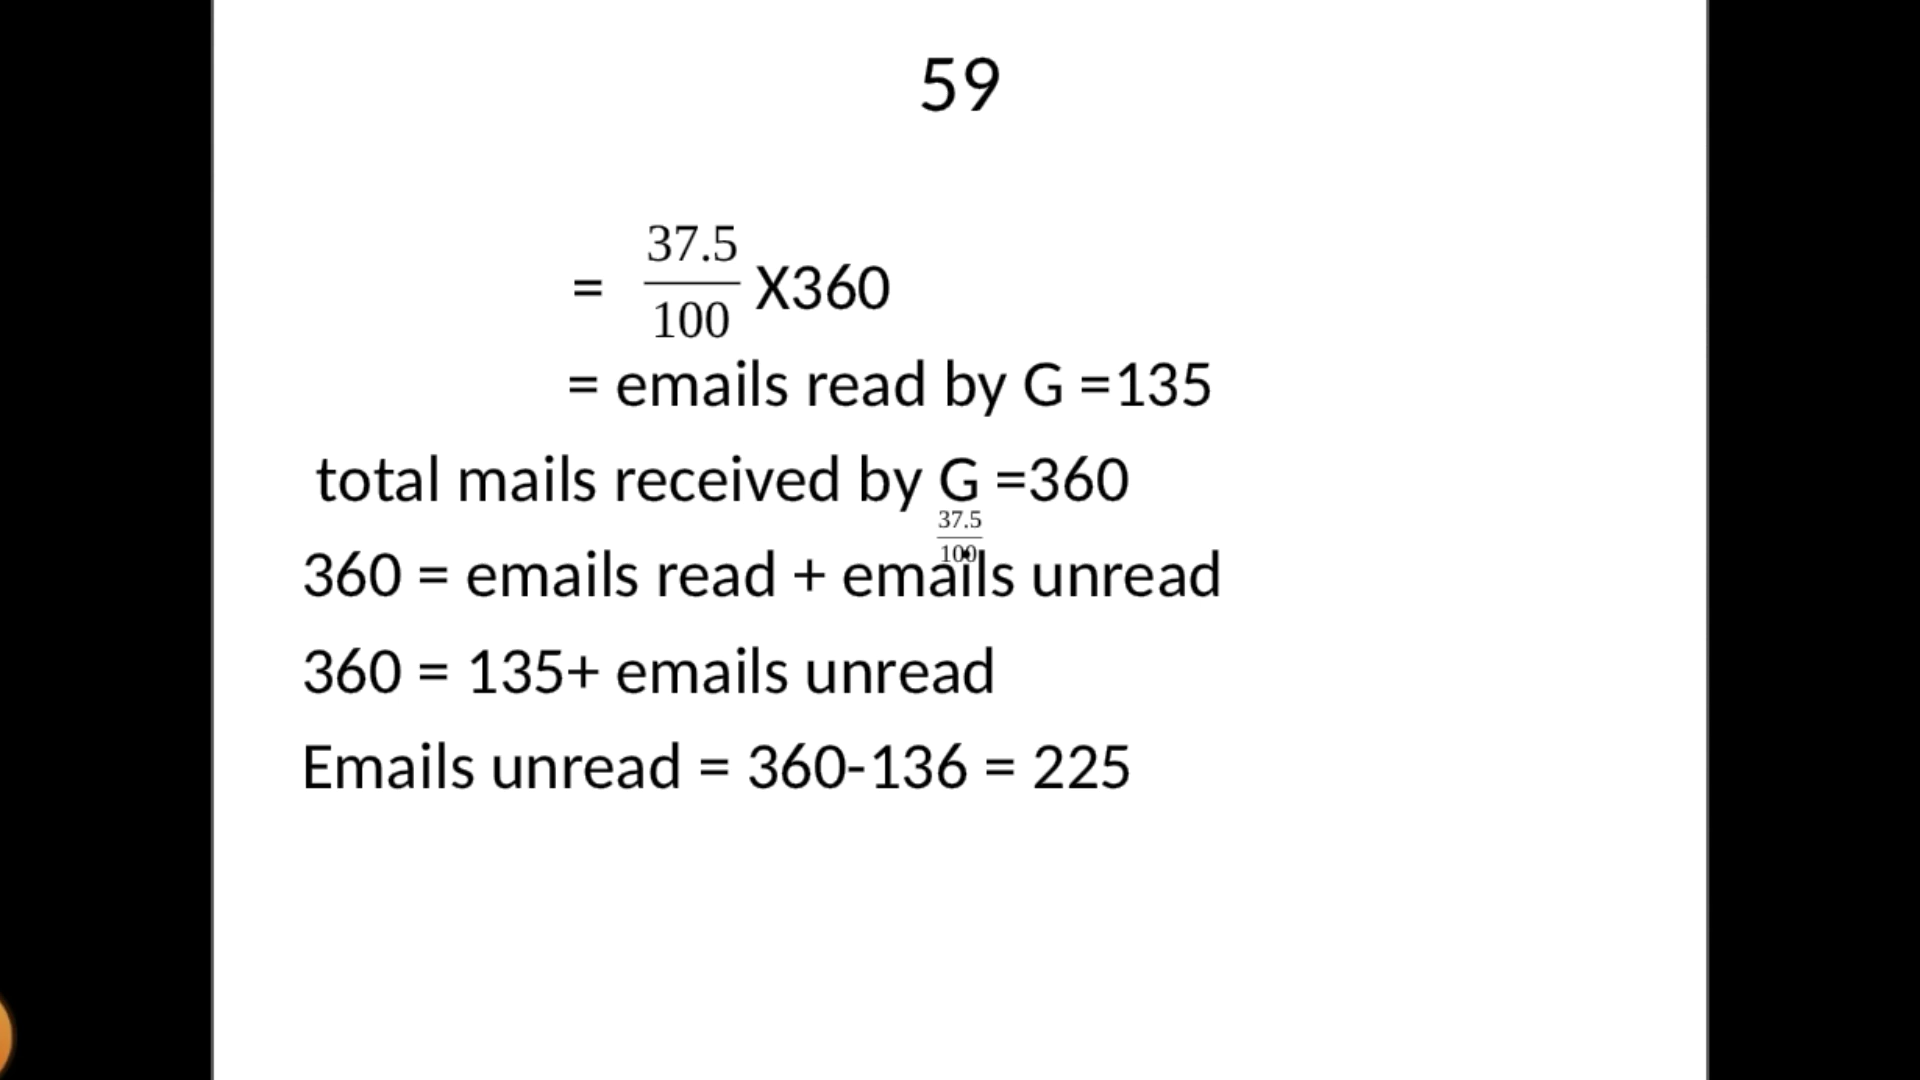 59
= 37.5/100 X360
= emails read by G =135
total mails received by G =360
37.5/100
360 = emails read + emails unread
360 = 135+ emails unread
Emails unread = 360-136 = 225